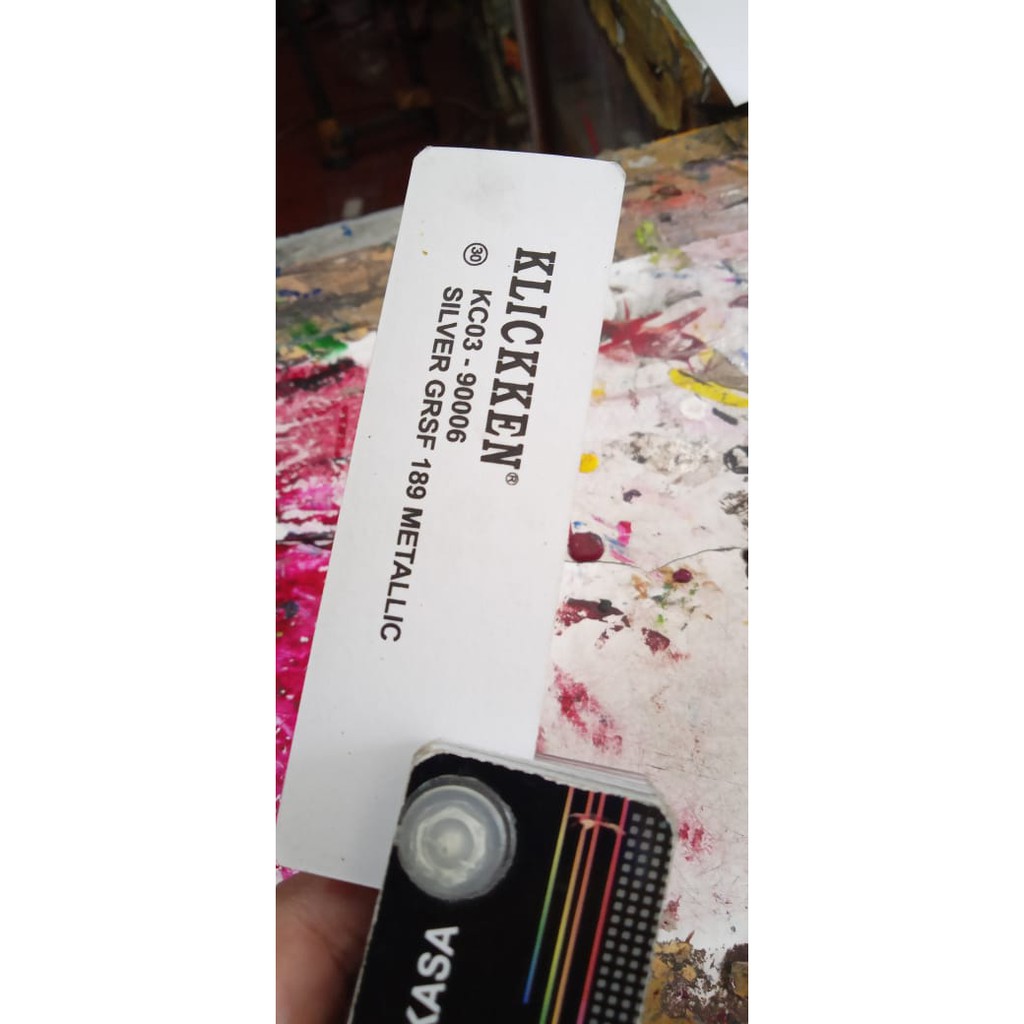 KLICKKEN®
30 KC03 - 90006
SILVER GRSF 189 METALLIC
KASA